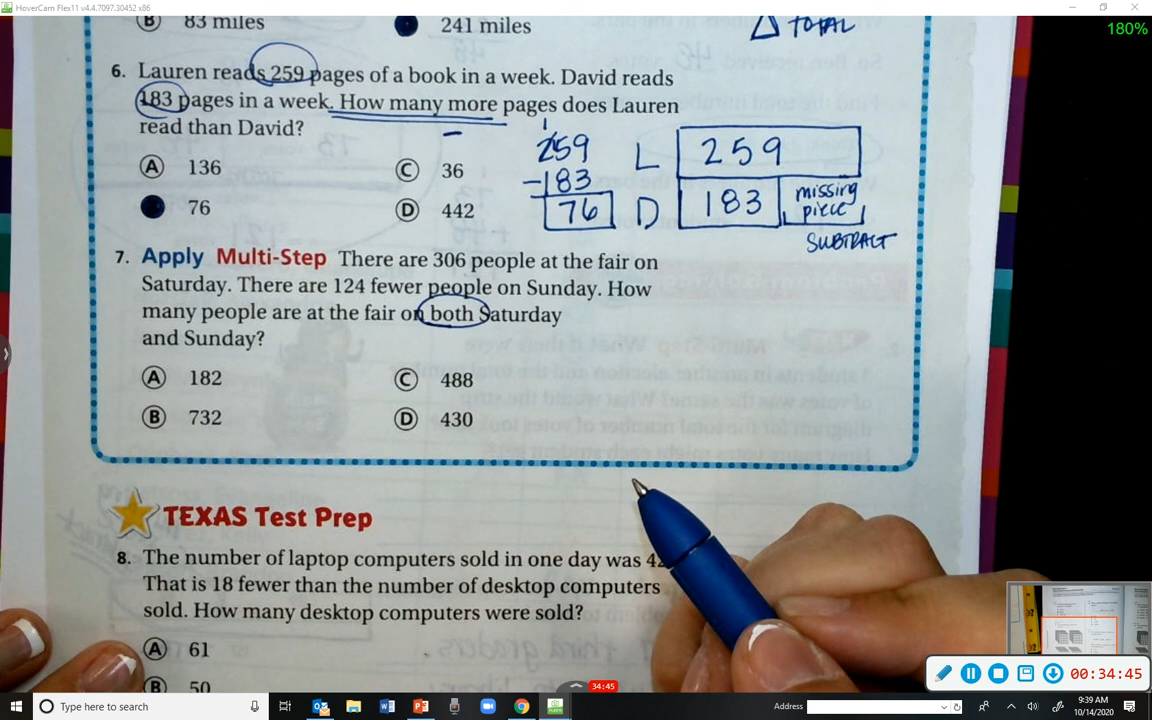 HoverCam Flex11 v4.4.7097.30452 x86
180%
B 83 miles
241 miles
Δ TOTAL
6. Lauren reads 259 pages of a book in a week. David reads
183 pages in a week. How many more pages does Lauren
read than David?
A 136
C 36
76
D 442
1
259
-183
76
L 259
D 183 missing
piece
SUBTRACT
7. Apply Multi-Step There are 306 people at the fair on
Saturday. There are 124 fewer people on Sunday. How
many people are at the fair on both Saturday
and Sunday?
A 182
C 488
B 732
D 430
TEXAS Test Prep
8. The number of laptop computers sold in one day was
That is 18 fewer than the number of desktop computers
sold. How many desktop computers were sold?
A 61
B 50
00:34:45
34:45
Type here to search
Address
9:39 AM
10/14/2020